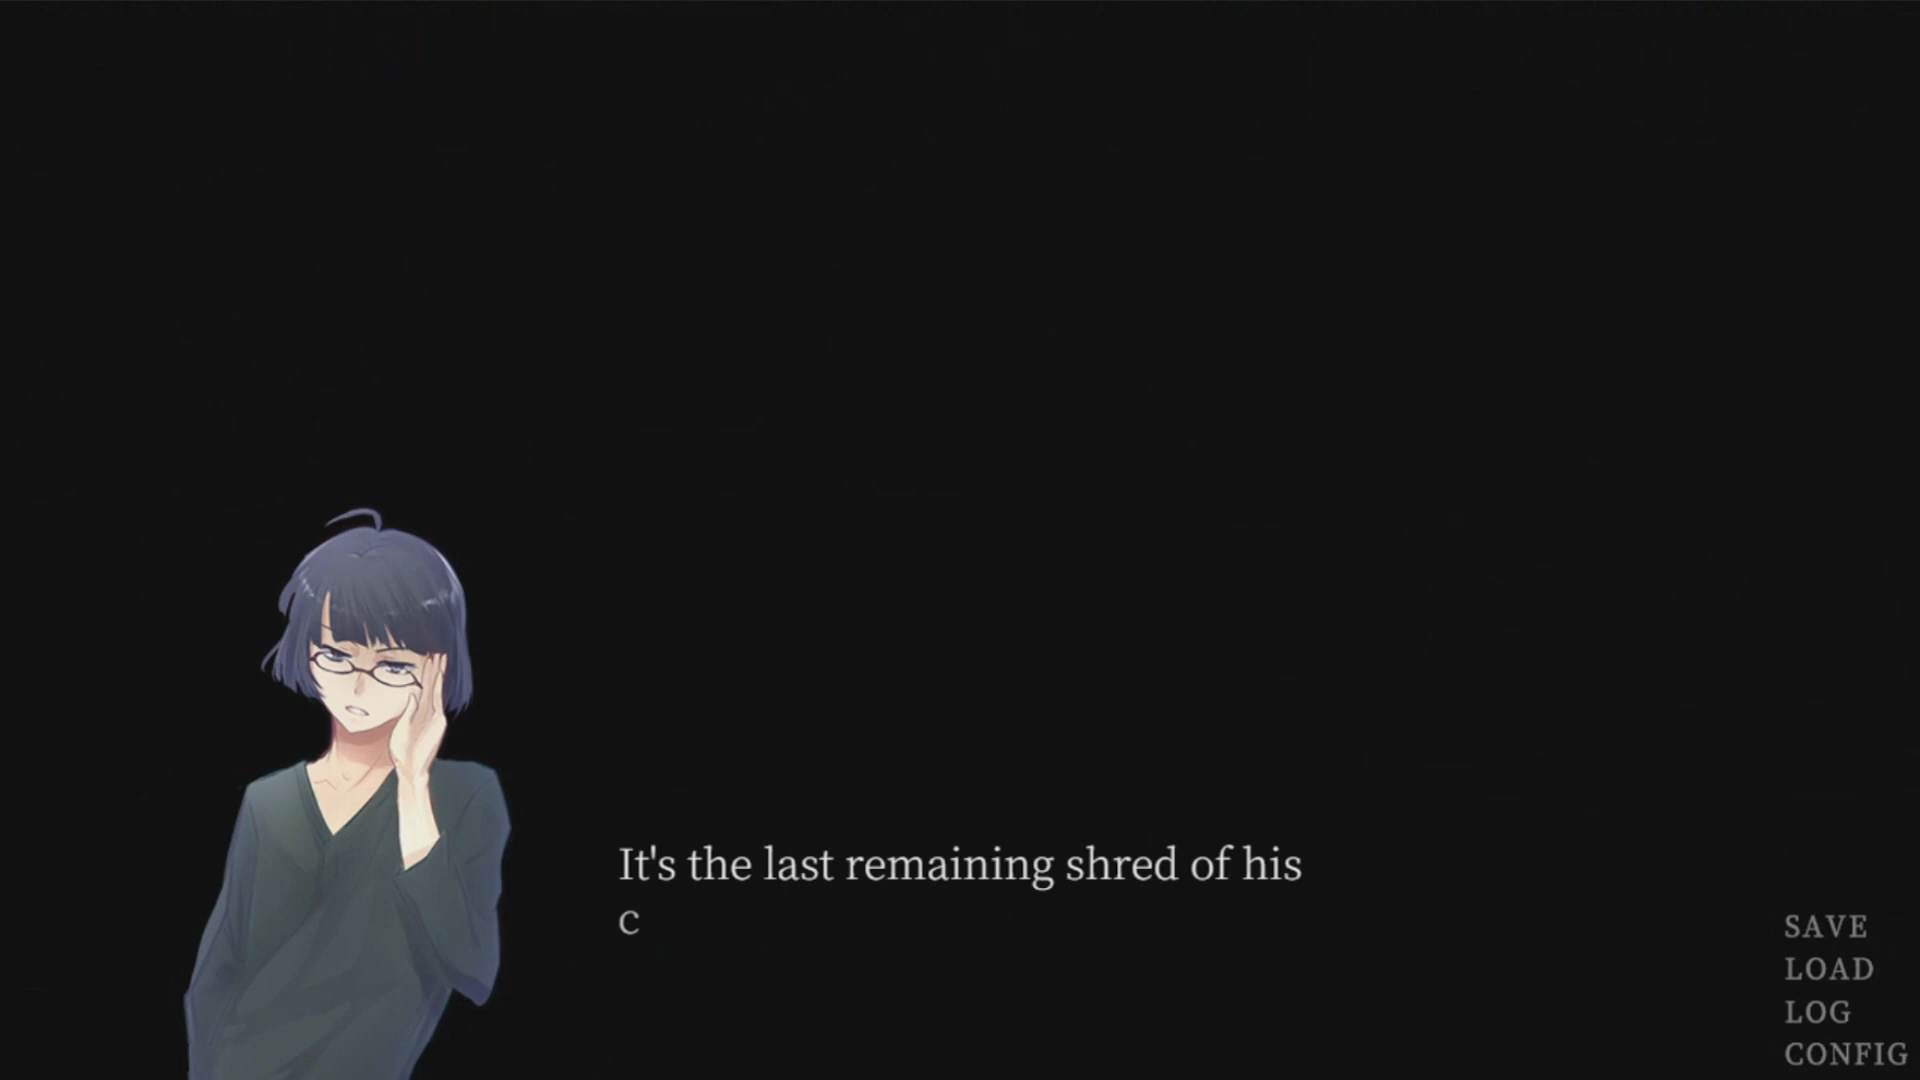 It's the last remaining shred of his
c
SAVE
LOAD
LOG
CONFIG